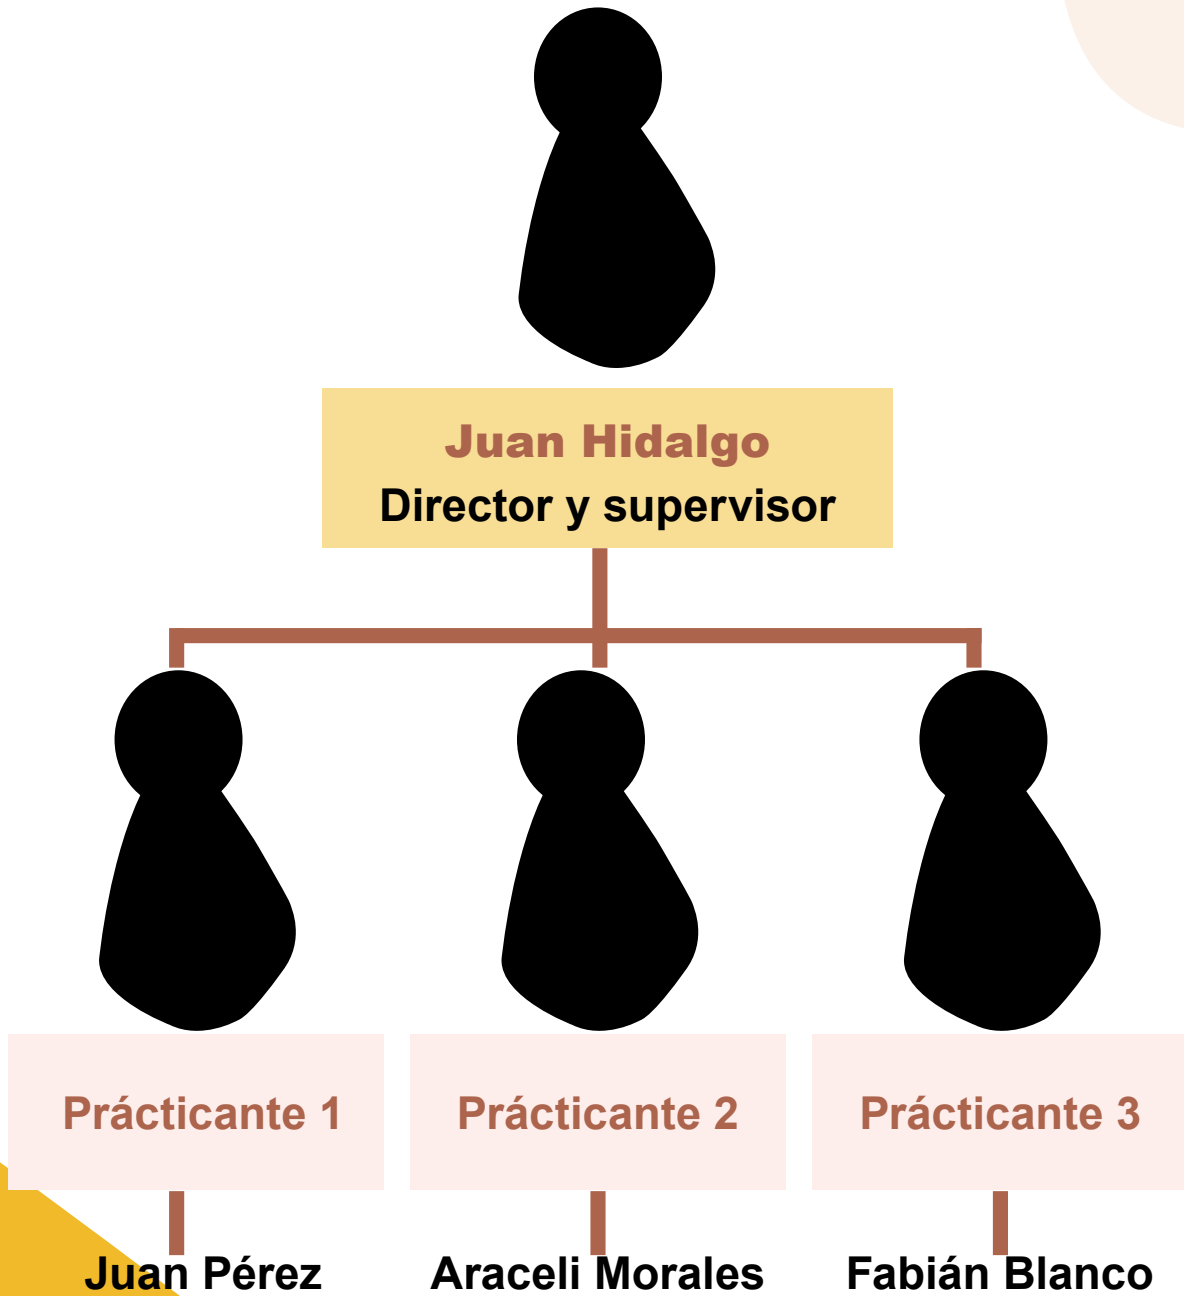 Juan Hidalgo
Director y supervisor
Prácticante 1
Prácticante 2
Prácticante 3
Juan Pérez
Araceli Morales
Fabián Blanco